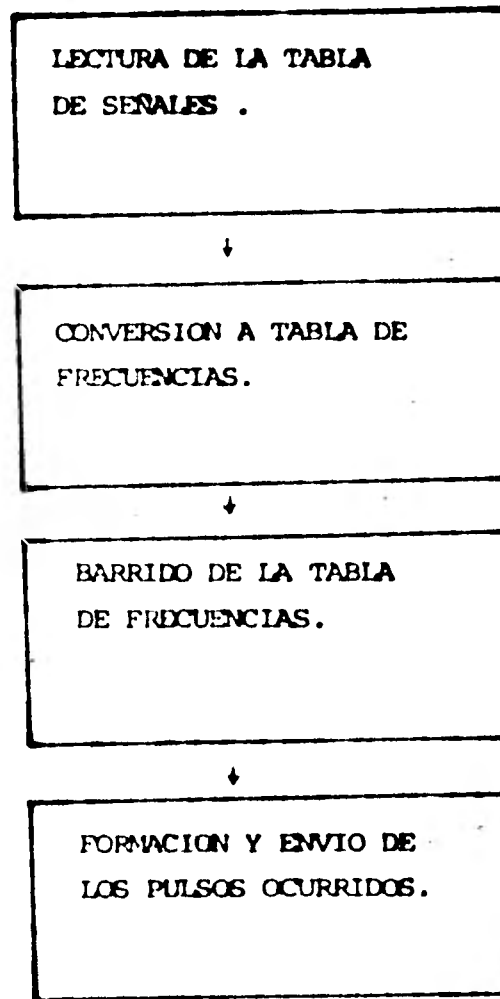 LECTURA DE LA TABLA
DE SEÑALES .
CONVERSION A TABLA DE
FRECUENCIAS.
BARRIDO DE LA TABLA
DE FRECUENCIAS.
FORMACION Y ENVIO DE
LOS PULSOS OCURRIDOS.